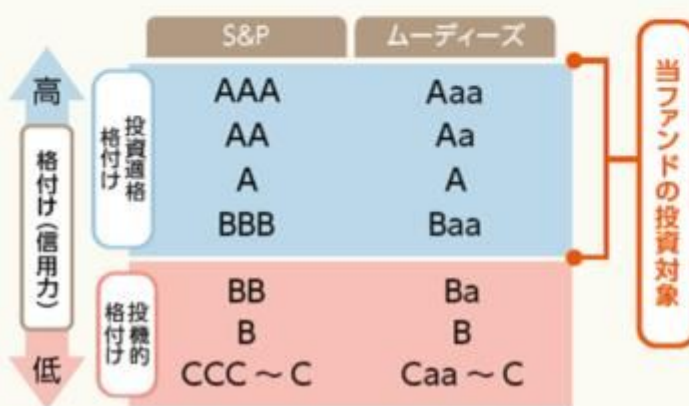 S&P ムーディーズ
高
格付け(信用力)
低
投資適格
格付け
AAA Aaa
AA Aa
A A
BBB Baa
投機的
格付け
BB Ba
B B
CCC ~ C Caa ~ C
当ファンドの投資対象